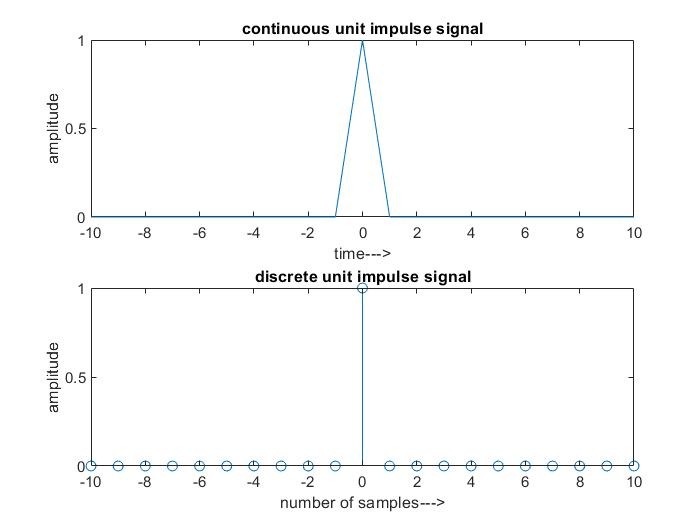 continuous unit impulse signal
1
0.5
0
amplitude
-10 -8 -6 -4 -2 0 2 4 6 8 10
time--->
discrete unit impulse signal
1
0.5
0
amplitude
-10 -8 -6 -4 -2 0 2 4 6 8 10
number of samples--->